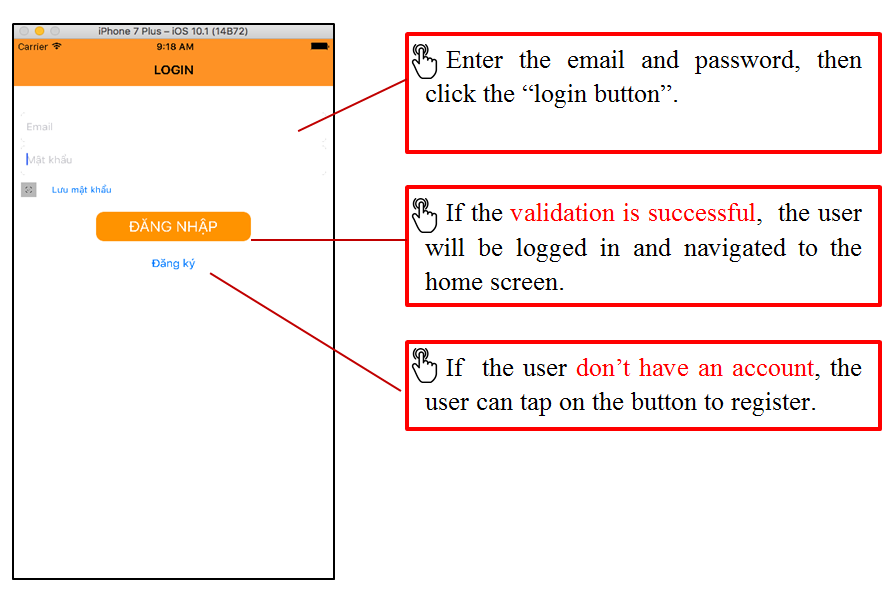 iPhone 7 Plus – iOS 10.1 (14B72)
Carrier 9:18 AM
LOGIN
Email
Mật khẩu
Lưu mật khẩu
ĐĂNG NHẬP
Đăng ký
Enter the email and password, then
click the “login button”.
If the validation is successful, the user
will be logged in and navigated to the
home screen.
If the user don’t have an account, the
user can tap on the button to register.